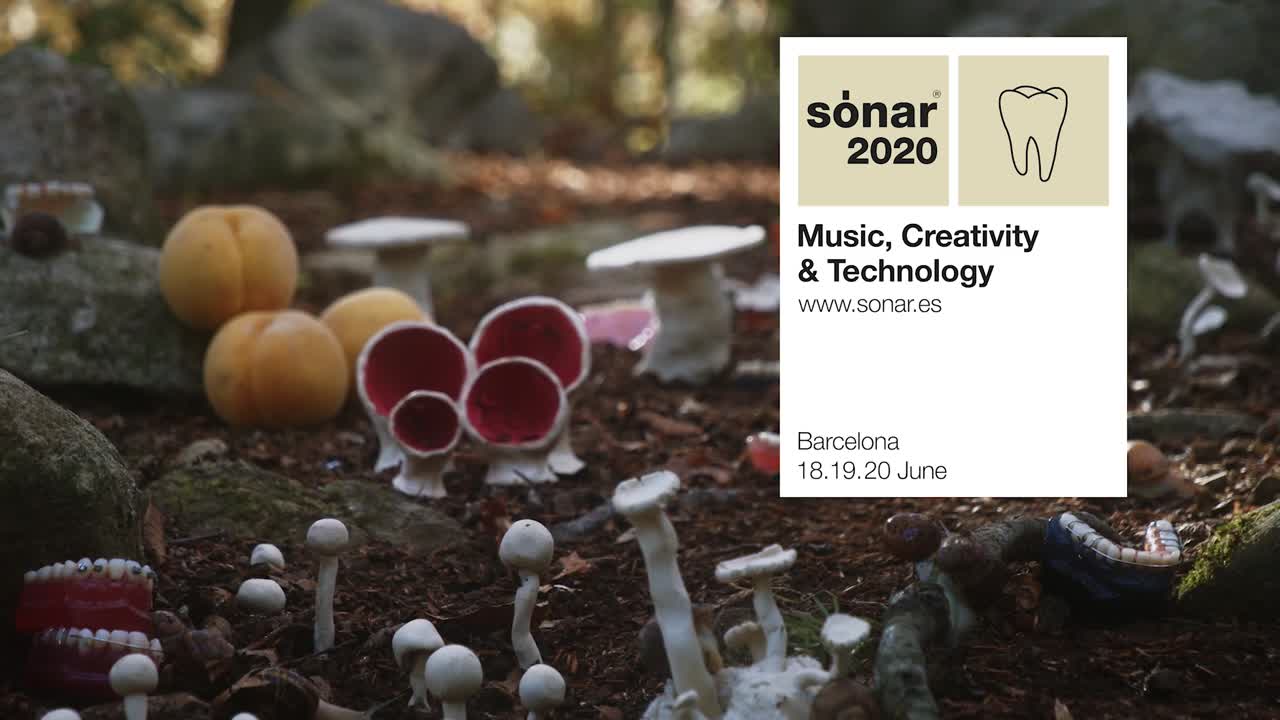 sónar®
2020
Music, Creativity
& Technology
www.sonar.es
Barcelona
18.19.20 June